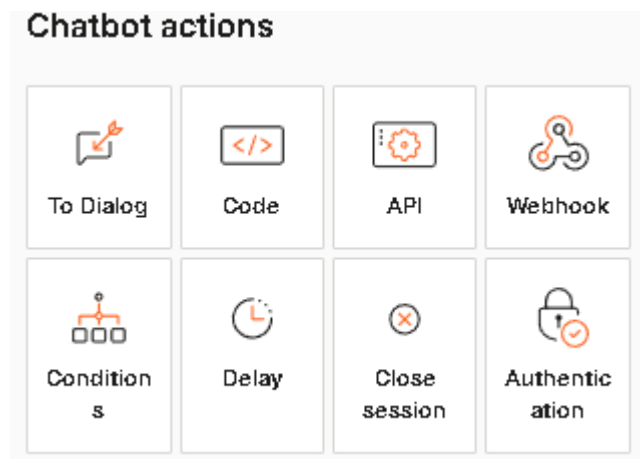 Chatbot actions
To Dialog
</>
Code
API
Webhook
Condition
s
Delay
Close
session
Authentic
ation